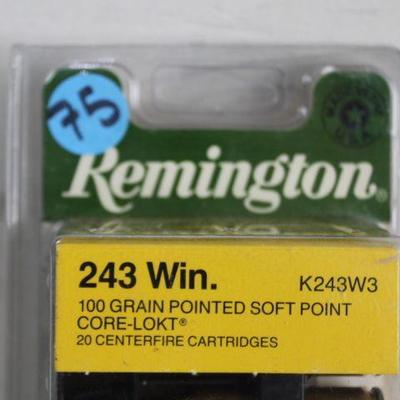 75
Remington®
243 Win. K243W3
100 GRAIN POINTED SOFT POINT
CORE-LOKT®
20 CENTERFIRE CARTRIDGES